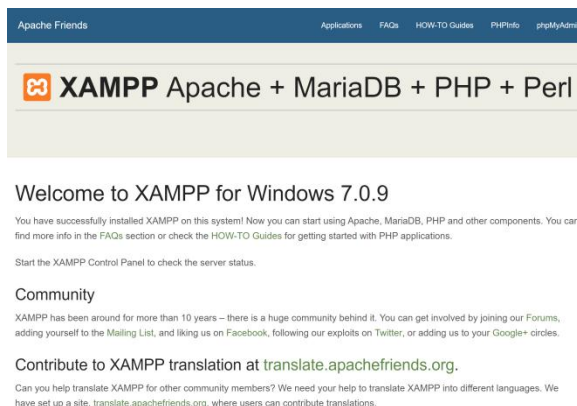 Apache Friends Applications FAQs HOW-TO Guides PHPInfo phpMyAdmi
XAMPP Apache + MariaDB + PHP + Perl
Welcome to XAMPP for Windows 7.0.9
You have successfully installed XAMPP on this system! Now you can start using Apache, MariaDB, PHP and other components. You can
find more info in the FAQs section or check the HOW-TO Guides for getting started with PHP applications.
Start the XAMPP Control Panel to check the server status.
Community
XAMPP has been around for more than 10 years – there is a huge community behind it. You can get involved by joining our Forums,
adding yourself to the Mailing List, and liking us on Facebook, following our exploits on Twitter, or adding us to your Google+ circles.
Contribute to XAMPP translation at translate.apachefriends.org.
Can you help translate XAMPP for other community members? We need your help to translate XAMPP into different languages. We
have set up a site, translate.apachefriends.org, where users can contribute translations.